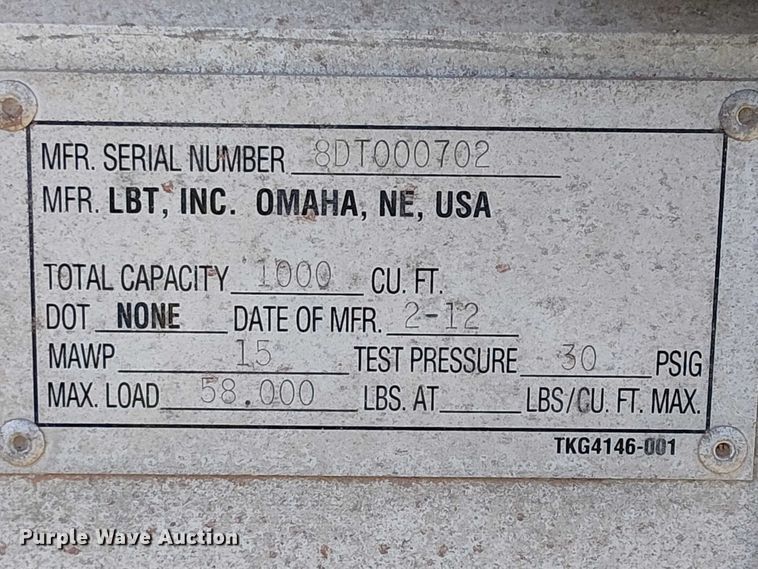 MFR. SERIAL NUMBER 8DT000702
MFR. LBT, INC. OMAHA, NE, USA
TOTAL CAPACITY 1000 CU. FT.
DOT NONE DATE OF MFR. 2-12
MAWP 15 TEST PRESSURE 30 PSIG
MAX. LOAD 58.000 LBS. AT LBS/CU. FT. MAX.
TKG4146-001
Purple Wave Auction